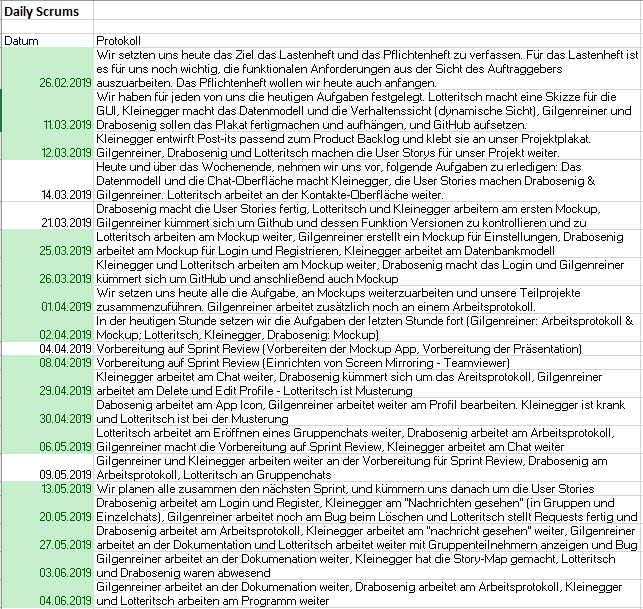 Daily Scrums
Datum Protokoll
Wir setzten uns heute das Ziel das Lastenheft und das Pflichtenheft zu verfassen. Für das Lastenheft ist
es für uns noch wichtig, die funktionalen Anforderungen aus der Sicht des Auftraggebers
26.02.2019 auszuarbeiten. Das Pflichtenheft wollen wir heute auch anfangen.
Wir haben für jeden von uns die heutigen Aufgaben festgelegt. Lotteritsch macht eine Skizze für die
GUI, Kleinegger macht das Datenmodell und die Verhaltenssicht (dynamische Sicht), Gilgenreiner und
11.03.2019 Drabosenig sollen das Plakat fertigmachen und aufhängen, und GitHub aufsetzen.
Kleinegger entwirft Post-its passend zum Product Backlog und klebt sie an unser Projektplakat.
12.03.2019 Gilgenreiner, Drabosenig und Lotteritsch machen die User Storys für unser Projekt weiter.
Heute und über das Wochenende, nehmen wir uns vor, folgende Aufgaben zu erledigen: Das
Datenmodell und die Chat-Oberfläche macht Kleinegger, die User Stories machen Drabosenig &
14.03.2019 Gilgenreiner. Lotteritsch arbeiten an der Kontakte-Oberfläche weiter.
Drabosenig macht die User Stories fertig, Lotteritsch und Kleinegger arbeitem am ersten Mockup,
21.03.2019 Gilgenreiner kümmert sich um Github und dessen Funktion Versionen zu kontrollieren und zu
Lotteritsch arbeiten am Mockup weiter, Gilgenreiner erstellt ein Mockup für Einstellungen, Drabosenig
25.03.2019 arbeitet am Mockup für Login und Registrieren, Kleinegger arbeitet am Datenbankmodell
Kleinegger und Lotteritsch arbeiten am Mockup weiter, Drabosenig macht das Login und Gilgenreiner
26.03.2019 kümmert sich um GitHub und anschließend auch Mockup
Wir setzen uns heute alle die Aufgabe, an Mockups weiterzuarbeiten und unsere Teilprojekte
01.04.2019 zusammenzuführen. Gilgenreiner arbeitet zusätzlich noch an einem Arbeitsprotokoll.
In der heutigen Stunde setzen wir die Aufgaben der letzten Stunde fort (Gilgenreiner: Arbeitsprotokoll &
02.04.2019 Mockup; Lotteritsch, Kleinegger, Drabosenig: Mockup)
04.04.2019 Vorbereitung auf Sprint Review (Vorbereiten der Mockup App, Vorbereitung der Präsentation)
08.04.2019 Vorbereitung auf Sprint Review (Einrichten von Screen Mirroring - Teamviewer)
Kleinegger arbeitet am Chat weiter, Drabosenig kümmert sich um das Areitsprotokoll, Gilgenreiner
29.04.2019 arbeitet am Delete und Edit Profile - Lotteritsch ist Musterung
Dabosenig arbeitet am App Icon, Gilgenreiner arbeitet weiter am Profil bearbeiten. Kleinegger ist krank
30.04.2019 und Lotteritsch ist bei der Musterung
Lotteritsch arbeitet am Eröffnen eines Gruppenchats weiter, Drabosenig arbeitet am Arbeitsprotokoll,
06.05.2019 Gilgenreiner macht die Vorbereitung auf Sprint Review, Kleinegger arbeitet am Chat weiter
Gilgenreiner und Kleinegger arbeiten weiter an der Vorbereitung für Sprint Review, Drabosenig am
09.05.2019 Arbeitsprotokoll, Lotteritsch an Gruppenchats
13.05.2019 Wir planen alle zusammen den nächsten Sprint, und kümmern uns danach um die User Stories
Drabosenig arbeitet am Login und Register, Kleinegger am "Nachrichten gesehen" (in Gruppen und
20.05.2019 Einzelchats), Gilgenreiner arbeitet noch am Bug beim Löschen und Lotteritsch stellt Requests fertig und
Drabosenig arbeitet am Arbeitsprotokoll, Kleinegger arbeitet am "nachricht gesehen" weiter, Gilgenreiner
27.05.2019 arbeitet an der Dokumentation und Lotteritsch arbeitet weiter mit Gruppenteilnehmern anzeigen und Bug
Gilgenreiner arbeitet an der Dokumenation weiter, Kleinegger hat die Story-Map gemacht, Lotteritsch
03.06.2019 und Drabosenig waren abwesend
Gilgenreiner arbeitet an der Dokumenation weiter, Drabosenig arbeitet am Arbeitsprotokoll, Kleinegger
04.06.2019 und Lotteritsch arbeiten am Programm weiter